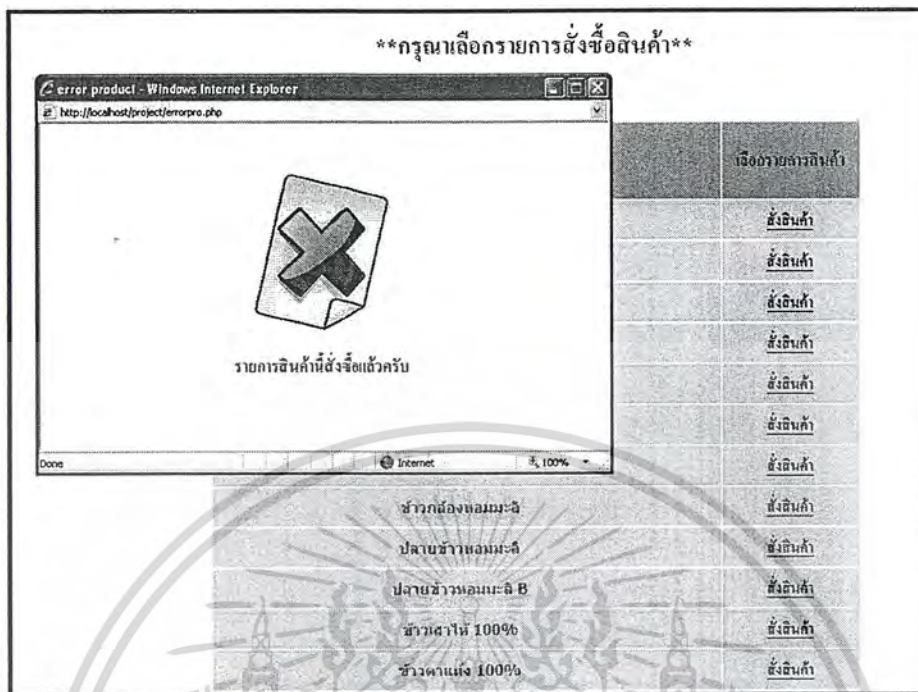 **กรุณาเลือกรายการสั่งซื้อสินค้า**
error product - Windows Internet Explorer
http://localhost/project/errorpro.php
รายการสินค้านี้สั่งซื้อแล้วครับ
Done Internet 100%
เลือกรายการสินค้า
สั่งสินค้า
สั่งสินค้า
สั่งสินค้า
สั่งสินค้า
สั่งสินค้า
สั่งสินค้า
สั่งสินค้า
ข้าวกล้องหอมมะลิ สั่งสินค้า
ปลายข้าวหอมมะลิ สั่งสินค้า
ปลายข้าวหอมมะลิ B สั่งสินค้า
ข้าวเสาไห้ 100% สั่งสินค้า
ข้าวตาแห้ง 100% สั่งสินค้า